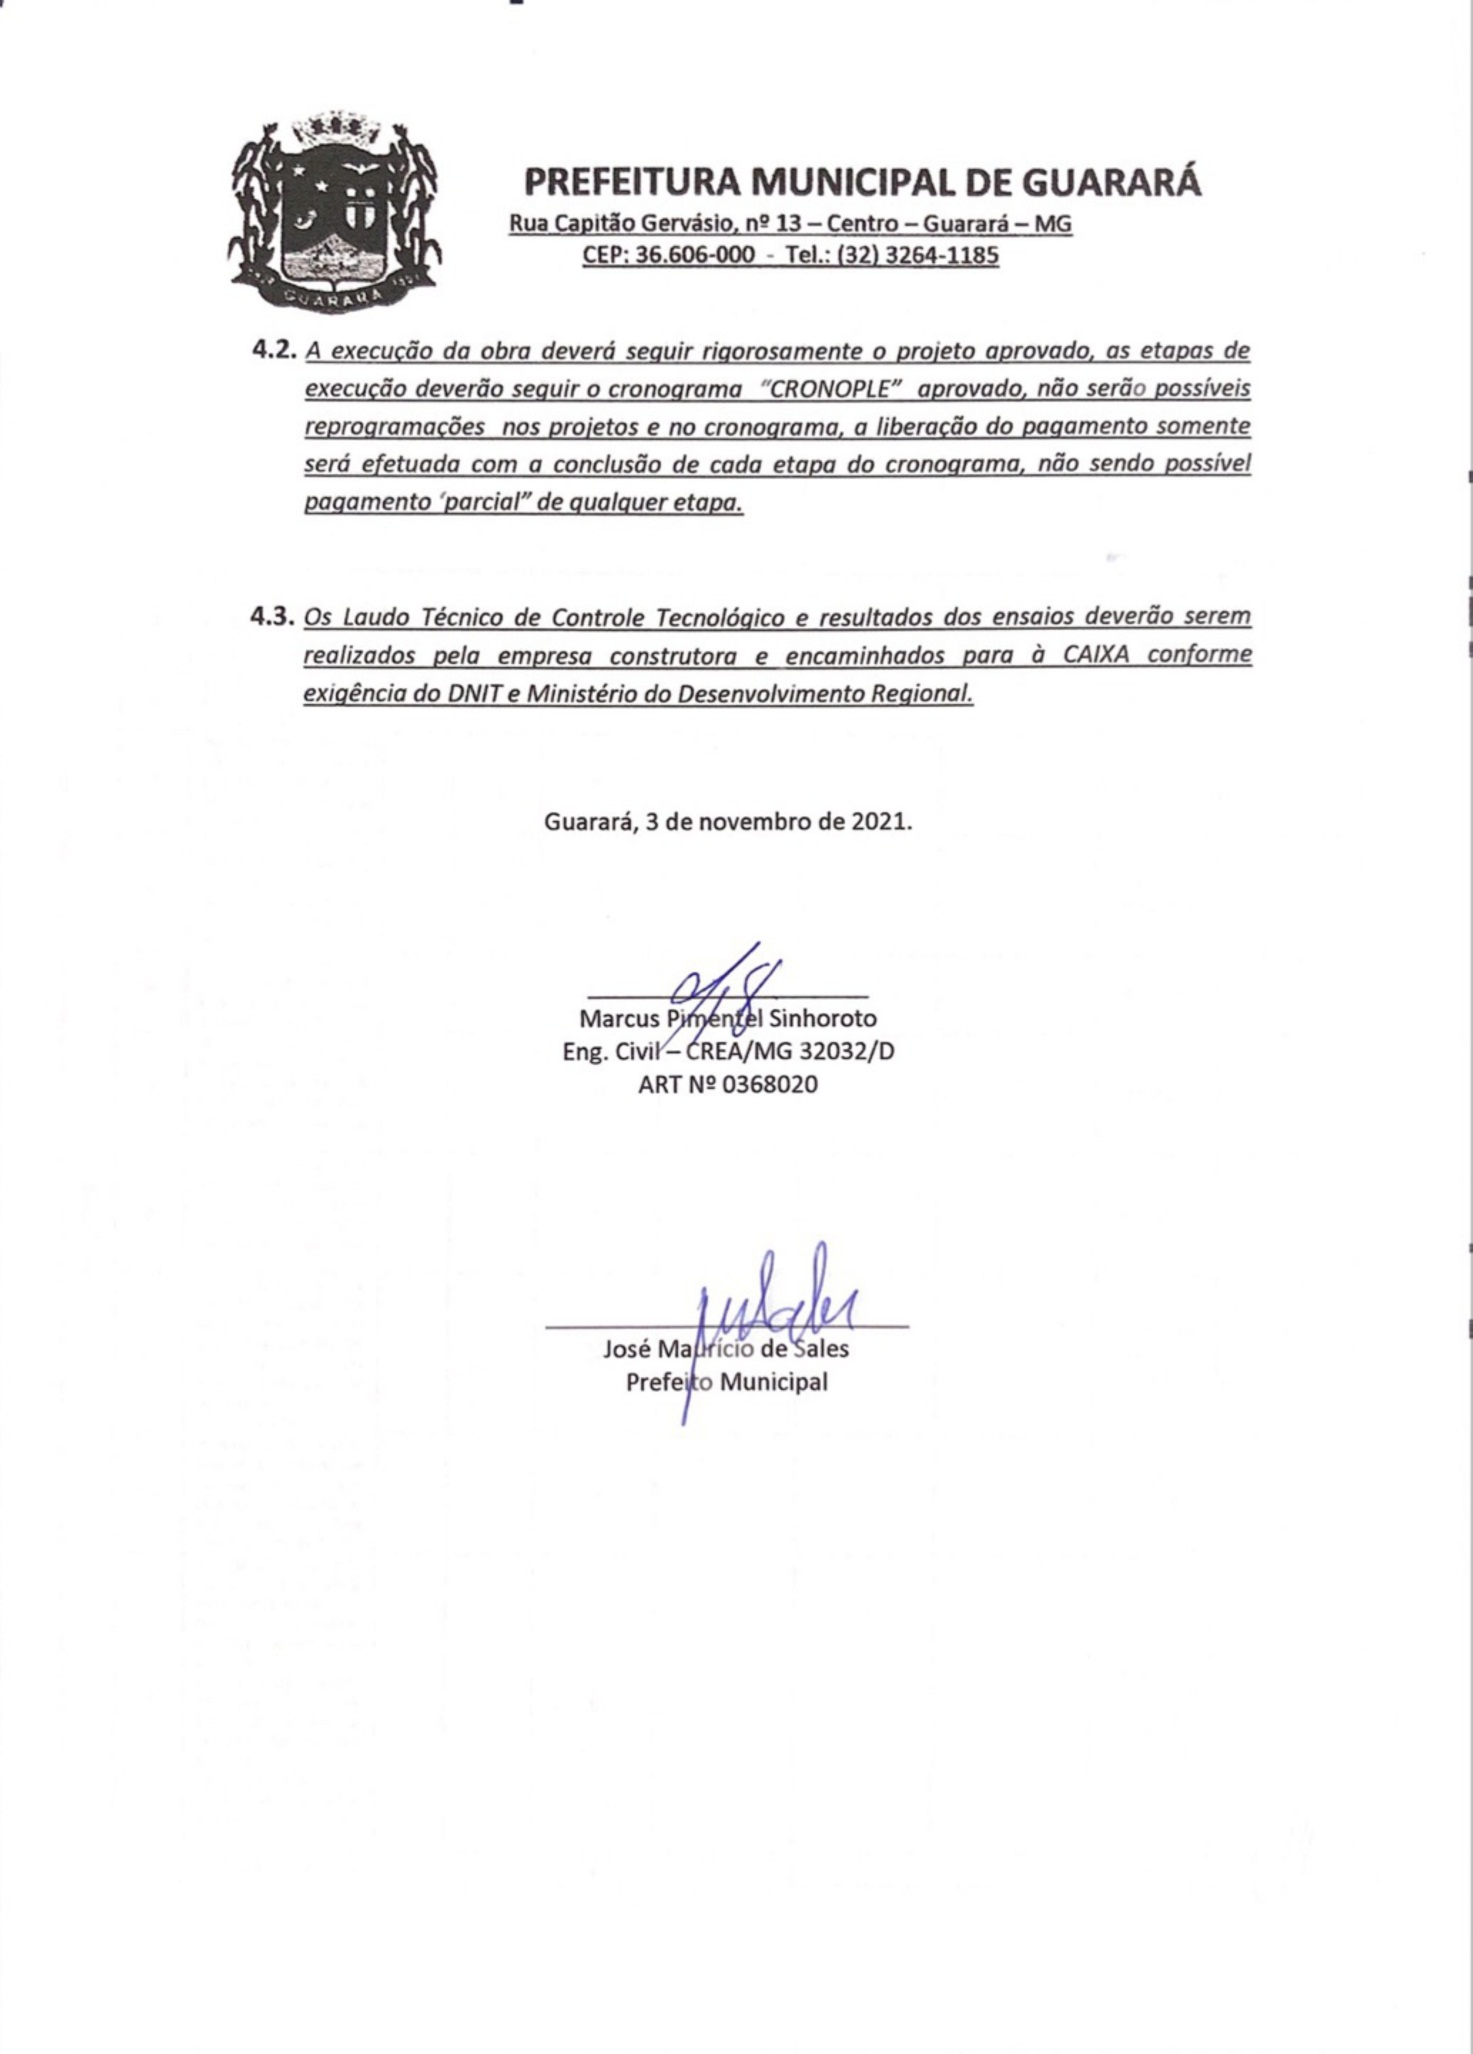 PREFEITURA MUNICIPAL DE GUARARÁ
Rua Capitão Gervásio, nº 13 – Centro – Guarará – MG
CEP: 36.606-000 - Tel.: (32) 3264-1185
GUARARÁ
4.2. A execução da obra deverá seguir rigorosamente o projeto aprovado, as etapas de
execução deverão seguir o cronograma “CRONOPLE” aprovado, não serão possíveis
reprogramações nos projetos e no cronograma, a liberação do pagamento somente
será efetuada com a conclusão de cada etapa do cronograma, não sendo possível
pagamento ‘parcial” de qualquer etapa.
4.3. Os Laudo Técnico de Controle Tecnológico e resultados dos ensaios deverão serem
realizados pela empresa construtora e encaminhados para à CAIXA conforme
exigência do DNIT e Ministério do Desenvolvimento Regional.
Guarará, 3 de novembro de 2021.
Marcus Pimentel Sinhoroto
Eng. Civil – CREA/MG 32032/D
ART Nº 0368020
José Maurício de Sales
Prefeito Municipal